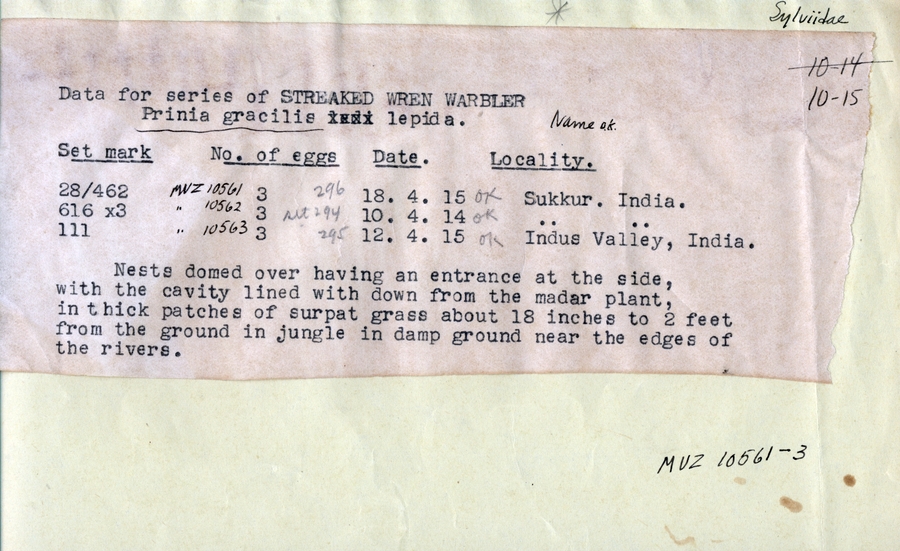 Sylviidae
10-14
10-15
Data for series of STREAKED WREN WARBLER
Prinia gracilis lepida.
Name ok.
Set mark No. of eggs Date. Locality.
28/462 MVZ 10561 3 296 18. 4. 15 OK Sukkur. India.
616 x3 " 10562 3 set 294 10. 4. 14 OK .. ..
111 " 10563 3 295 12. 4. 15 OK Indus Valley, India.
Nests domed over having an entrance at the side,
with the cavity lined with down from the madar plant,
in thick patches of surpat grass about 18 inches to 2 feet
from the ground in jungle in damp ground near the edges of
the rivers.
MVZ 10561-3